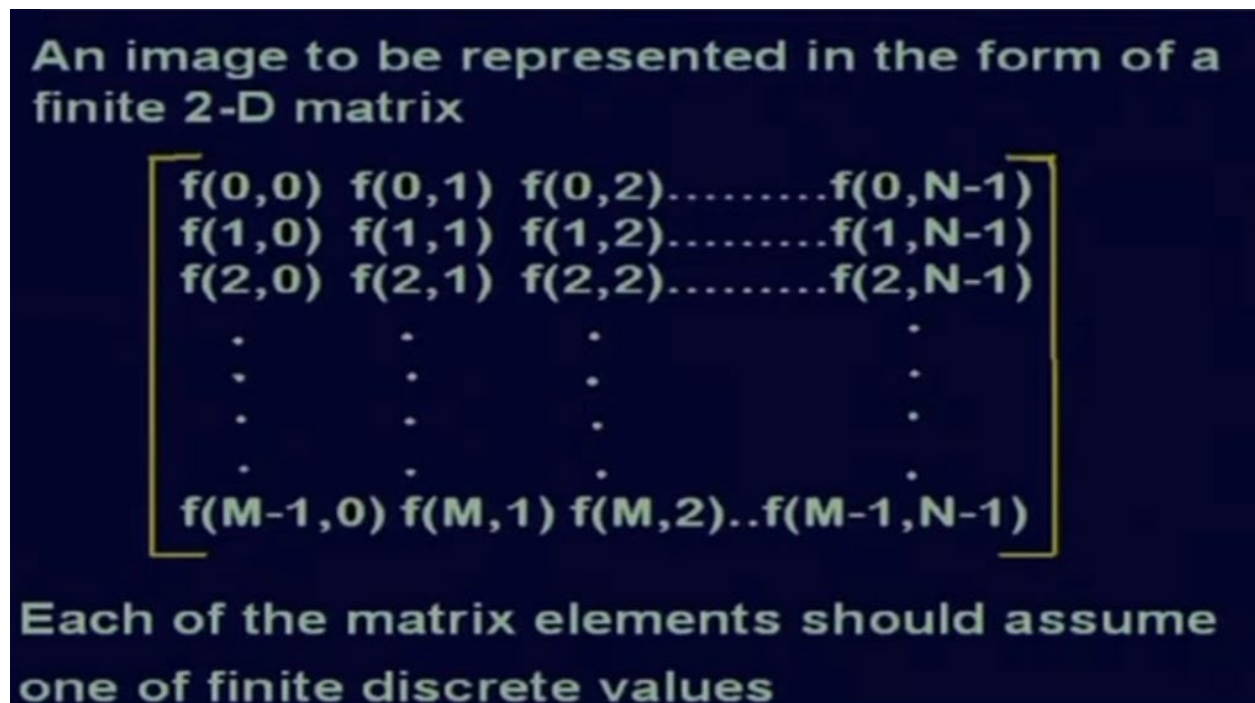 An image to be represented in the form of a
finite 2-D matrix
f(0,0) f(0,1) f(0,2).........f(0,N-1)
f(1,0) f(1,1) f(1,2).........f(1,N-1)
f(2,0) f(2,1) f(2,2).........f(2,N-1)
. . . .
. . . .
. . . .
. . . .
f(M-1,0) f(M,1) f(M,2)..f(M-1,N-1)
Each of the matrix elements should assume
one of finite discrete values